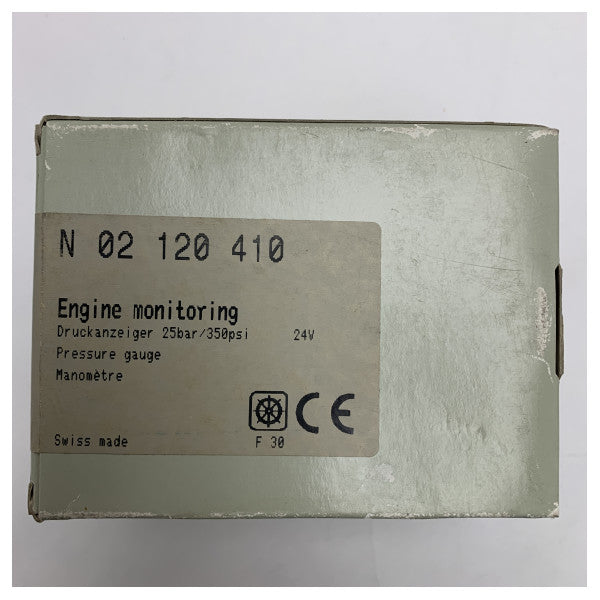 N 02 120 410
Engine monitoring
Druckanzeiger 25bar/350psi 24V
Pressure gauge
Manomètre
CE
Swiss made F 30